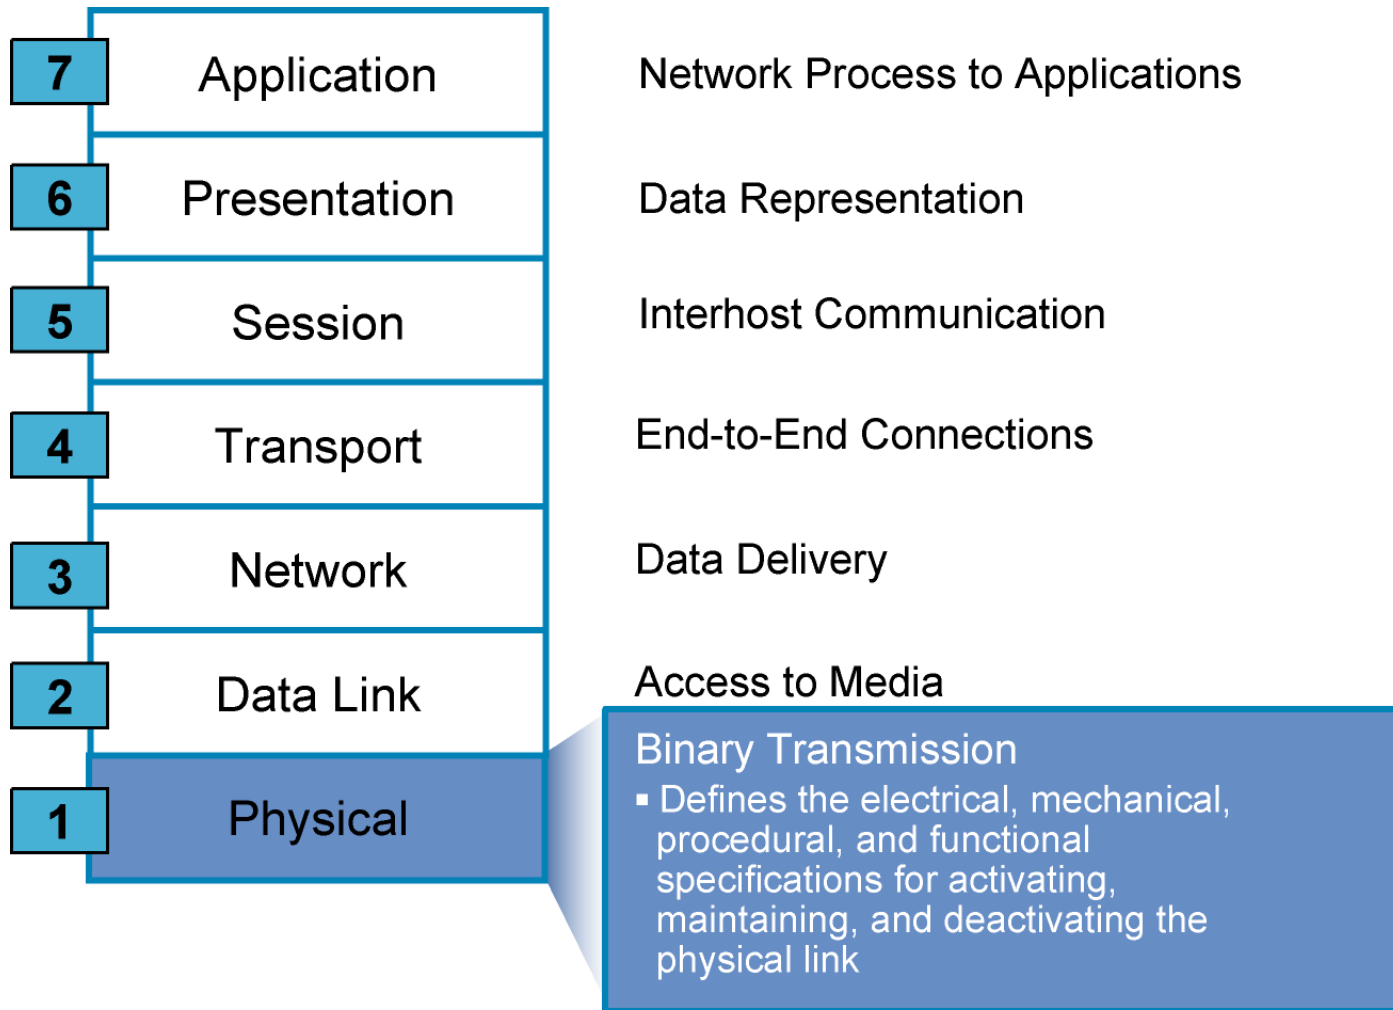 7
Application
Network Process to Applications
6
Presentation
Data Representation
5
Session
Interhost Communication
4
Transport
End-to-End Connections
3
Network
Data Delivery
2
Data Link
Access to Media
1
Physical
Binary Transmission
▪ Defines the electrical, mechanical,
procedural, and functional
specifications for activating,
maintaining, and deactivating the
physical link